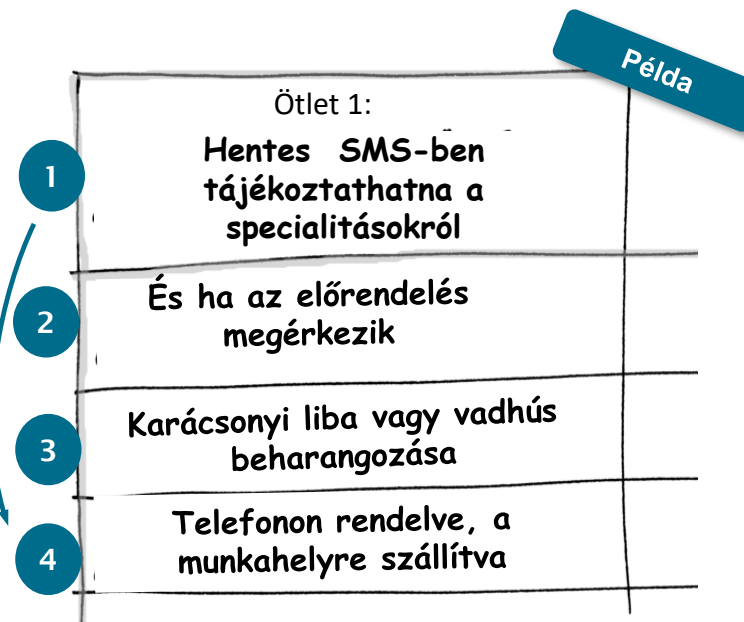 Példa
Ötlet 1:
1
Hentes SMS-ben
tájékoztathatna a
specialitásokról
2
És ha az előrendelés
megérkezik
3
Karácsonyi liba vagy vadhús
beharangozása
4
Telefonon rendelve, a
munkahelyre szállítva